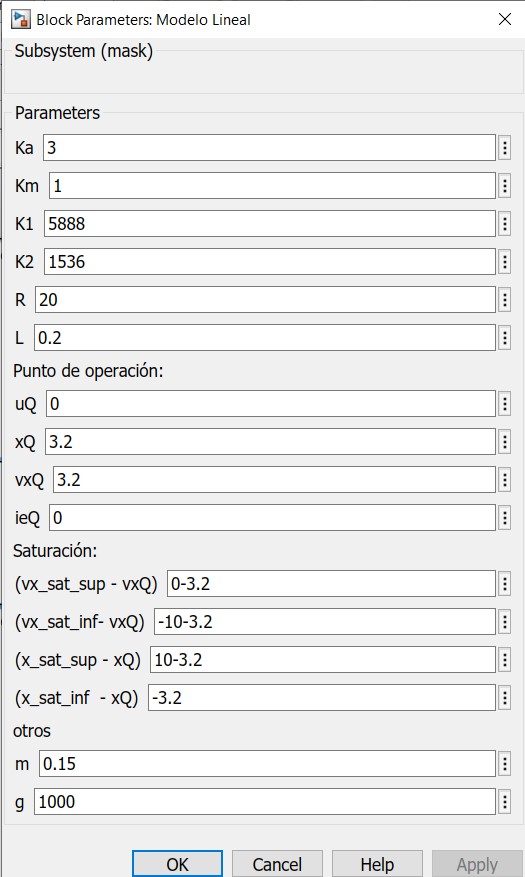 Block Parameters: Modelo Lineal
Subsystem (mask)
Parameters
Ka 3
Km 1
K1 5888
K2 1536
R 20
L 0.2
Punto de operación:
uQ 0
xQ 3.2
vxQ 3.2
ieQ 0
Saturación:
(vx_sat_sup - vxQ) 0-3.2
(vx_sat_inf- vxQ) -10-3.2
(x_sat_sup - xQ) 10-3.2
(x_sat_inf - xQ) -3.2
otros
m 0.15
g 1000
OK Cancel Help Apply